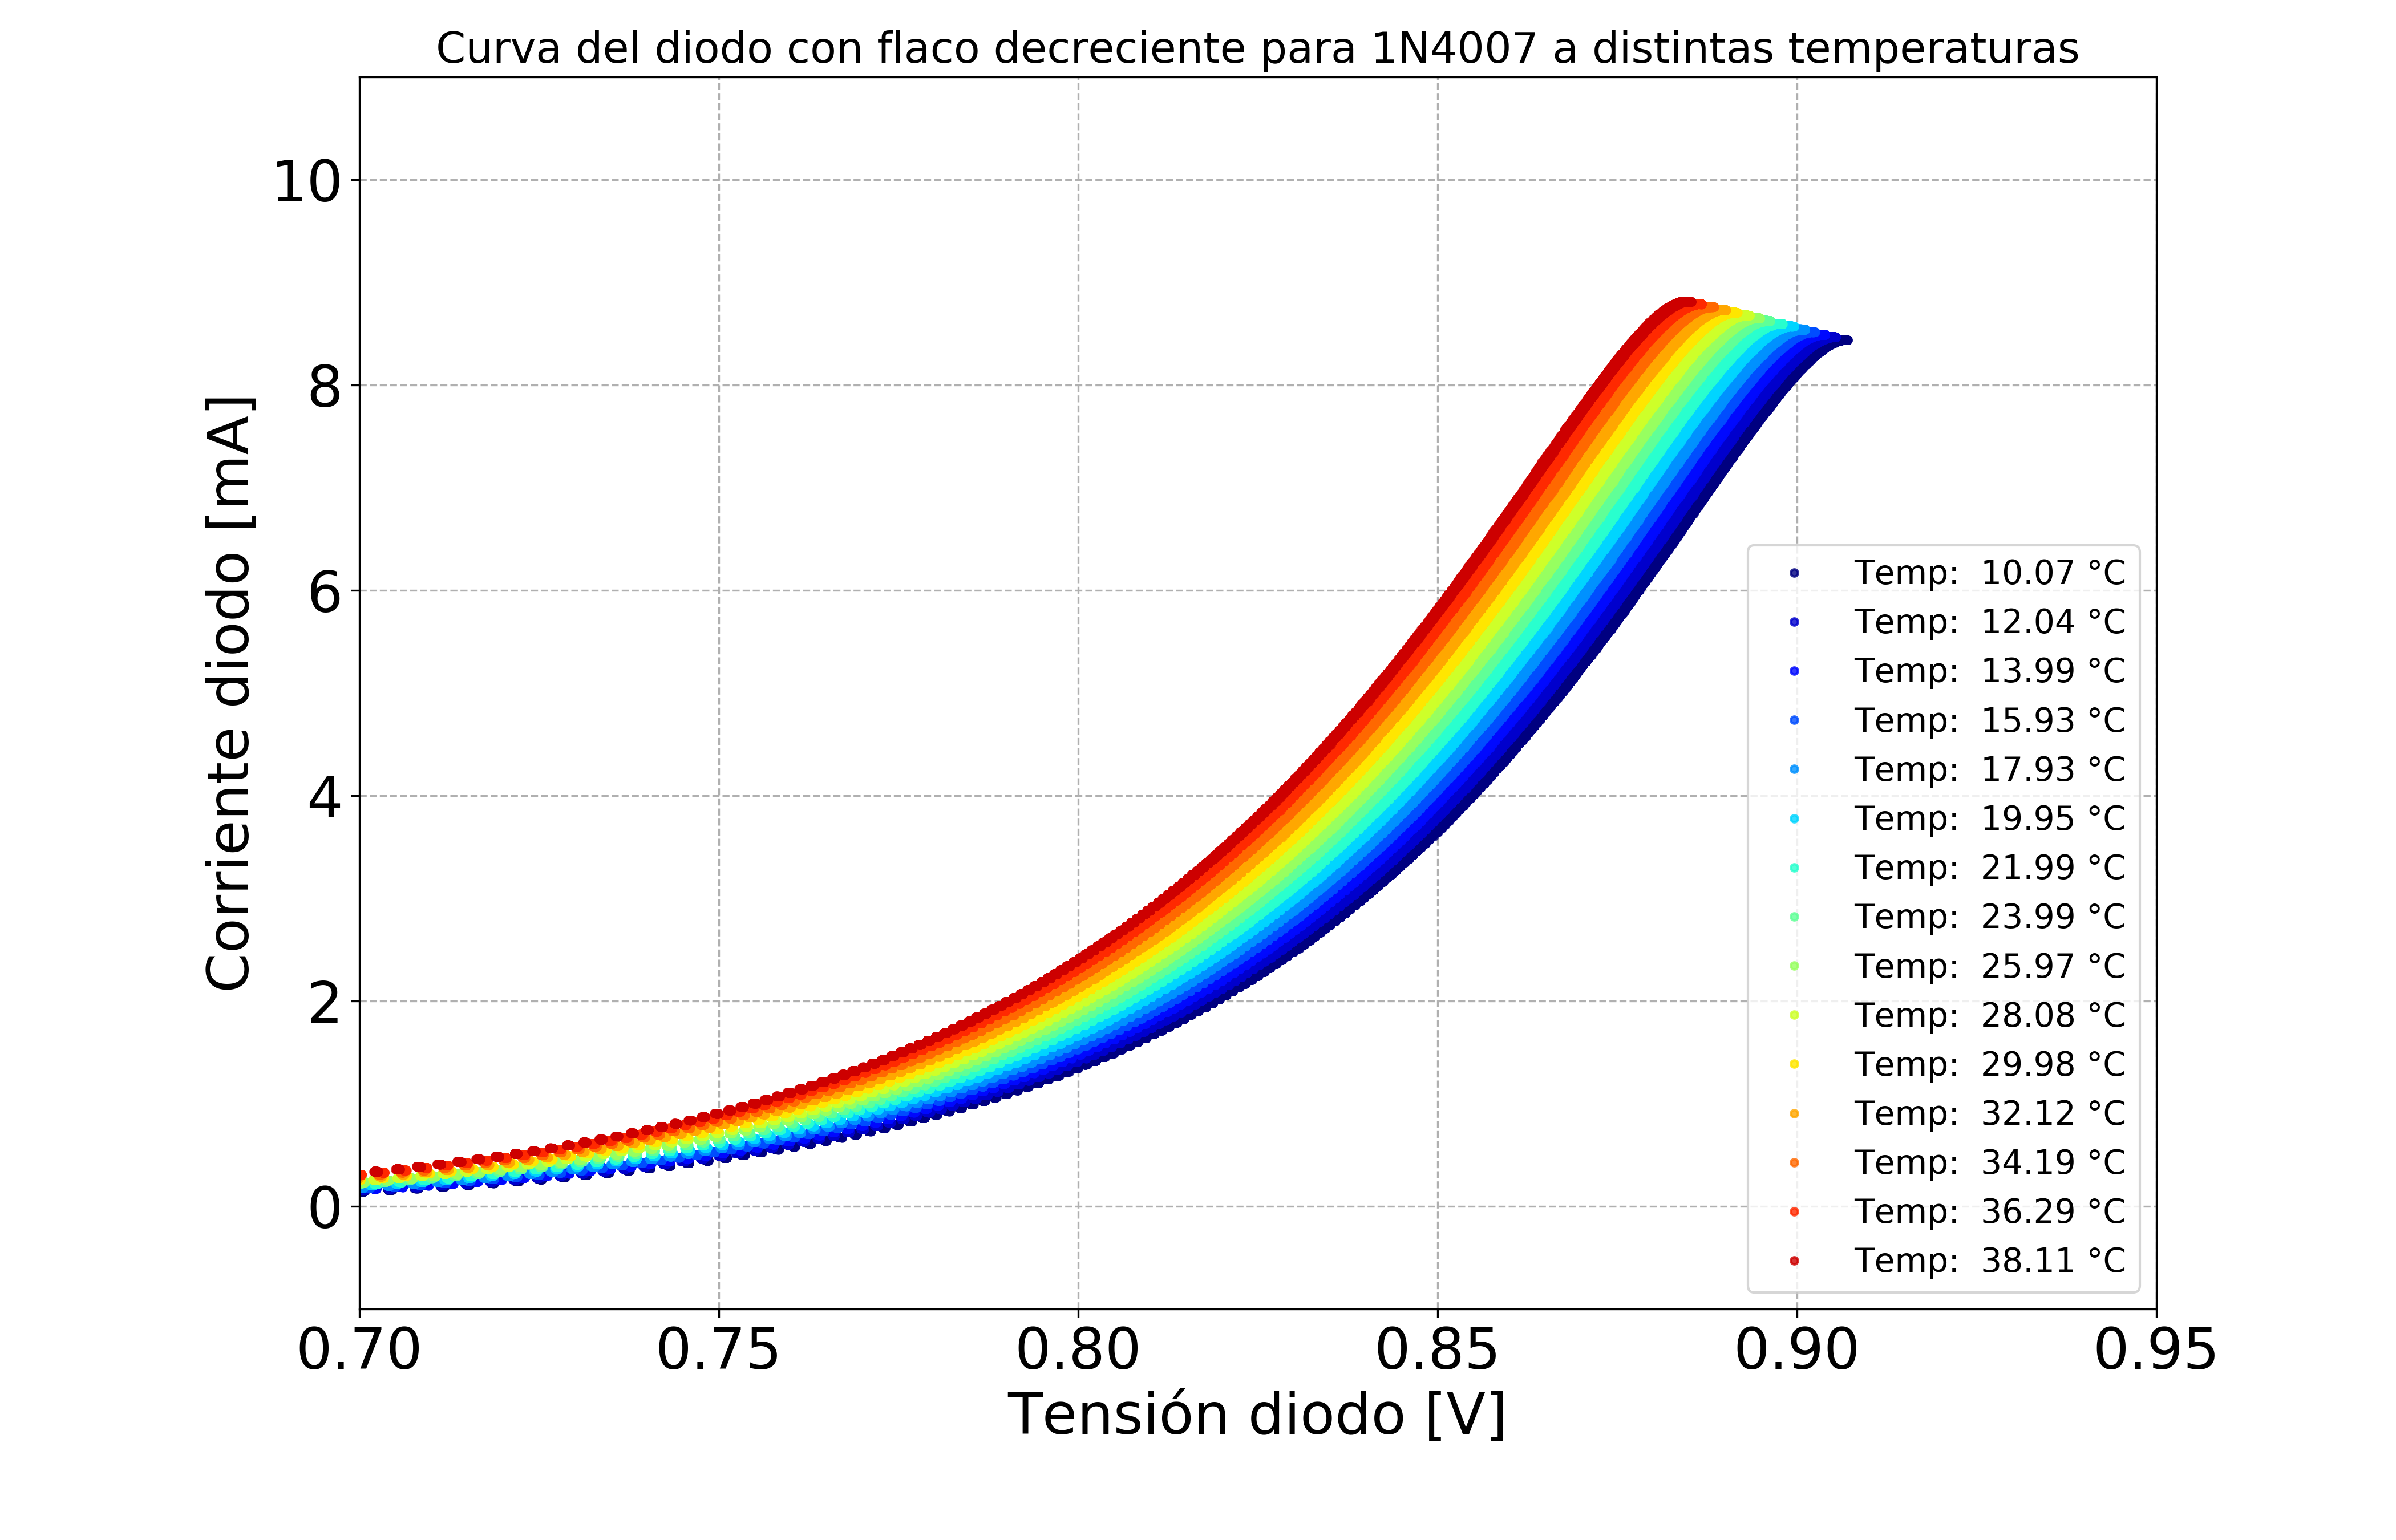 Curva del diodo con flaco decreciente para 1N4007 a distintas temperaturas
Corriente diodo [mA]
10
8
6
4
2
0
Temp: 10.07 °C
Temp: 12.04 °C
Temp: 13.99 °C
Temp: 15.93 °C
Temp: 17.93 °C
Temp: 19.95 °C
Temp: 21.99 °C
Temp: 23.99 °C
Temp: 25.97 °C
Temp: 28.08 °C
Temp: 29.98 °C
Temp: 32.12 °C
Temp: 34.19 °C
Temp: 36.29 °C
Temp: 38.11 °C
0.70 0.75 0.80 0.85 0.90 0.95
Tensión diodo [V]